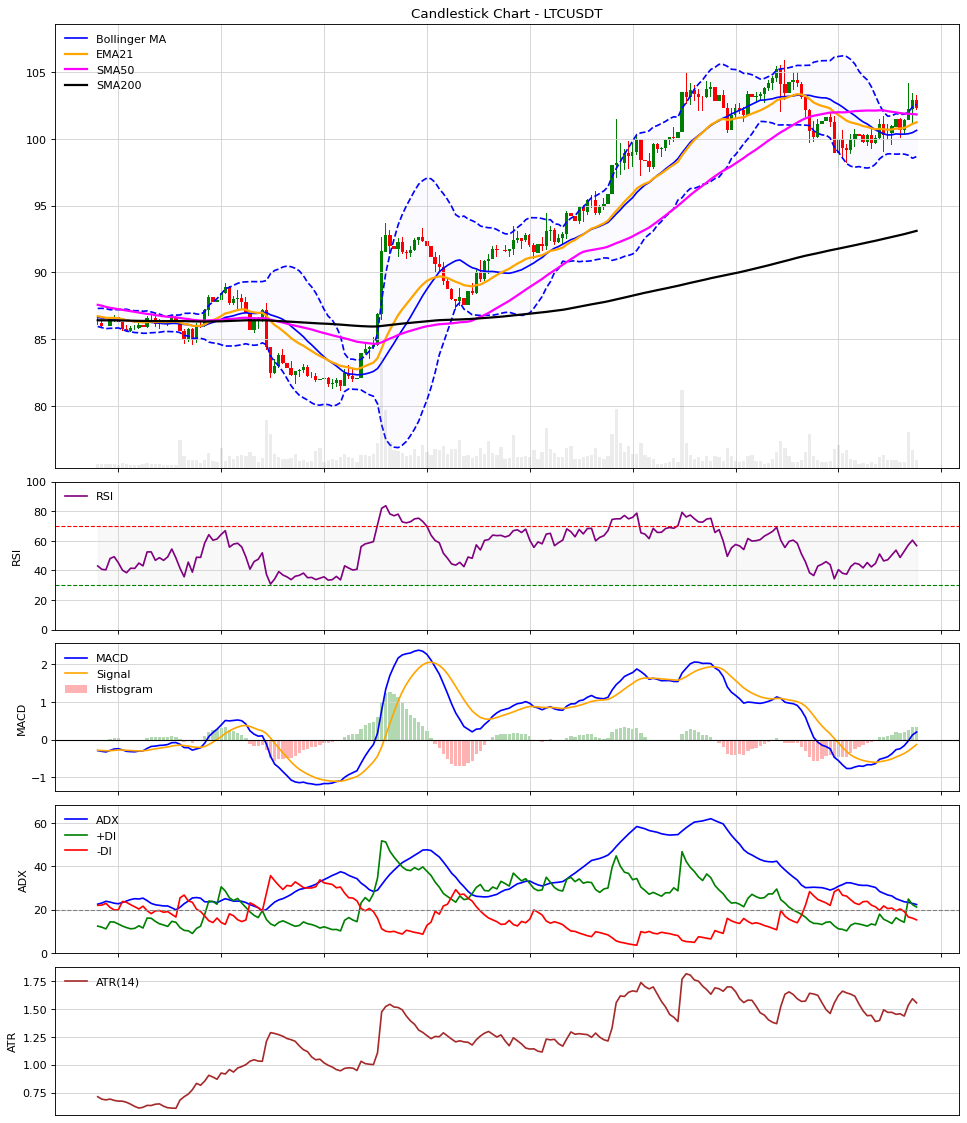 Candlestick Chart - LTCUSDT
Bollinger MA
EMA21
SMA50
SMA200
105
100
95
90
85
80
RSI
100
80
60
40
20
0
RSI
MACD
Signal
Histogram
2
1
0
−1
MACD
ADX
+DI
-DI
60
40
20
0
ADX
ATR(14)
1.75
1.50
1.25
1.00
0.75
ATR